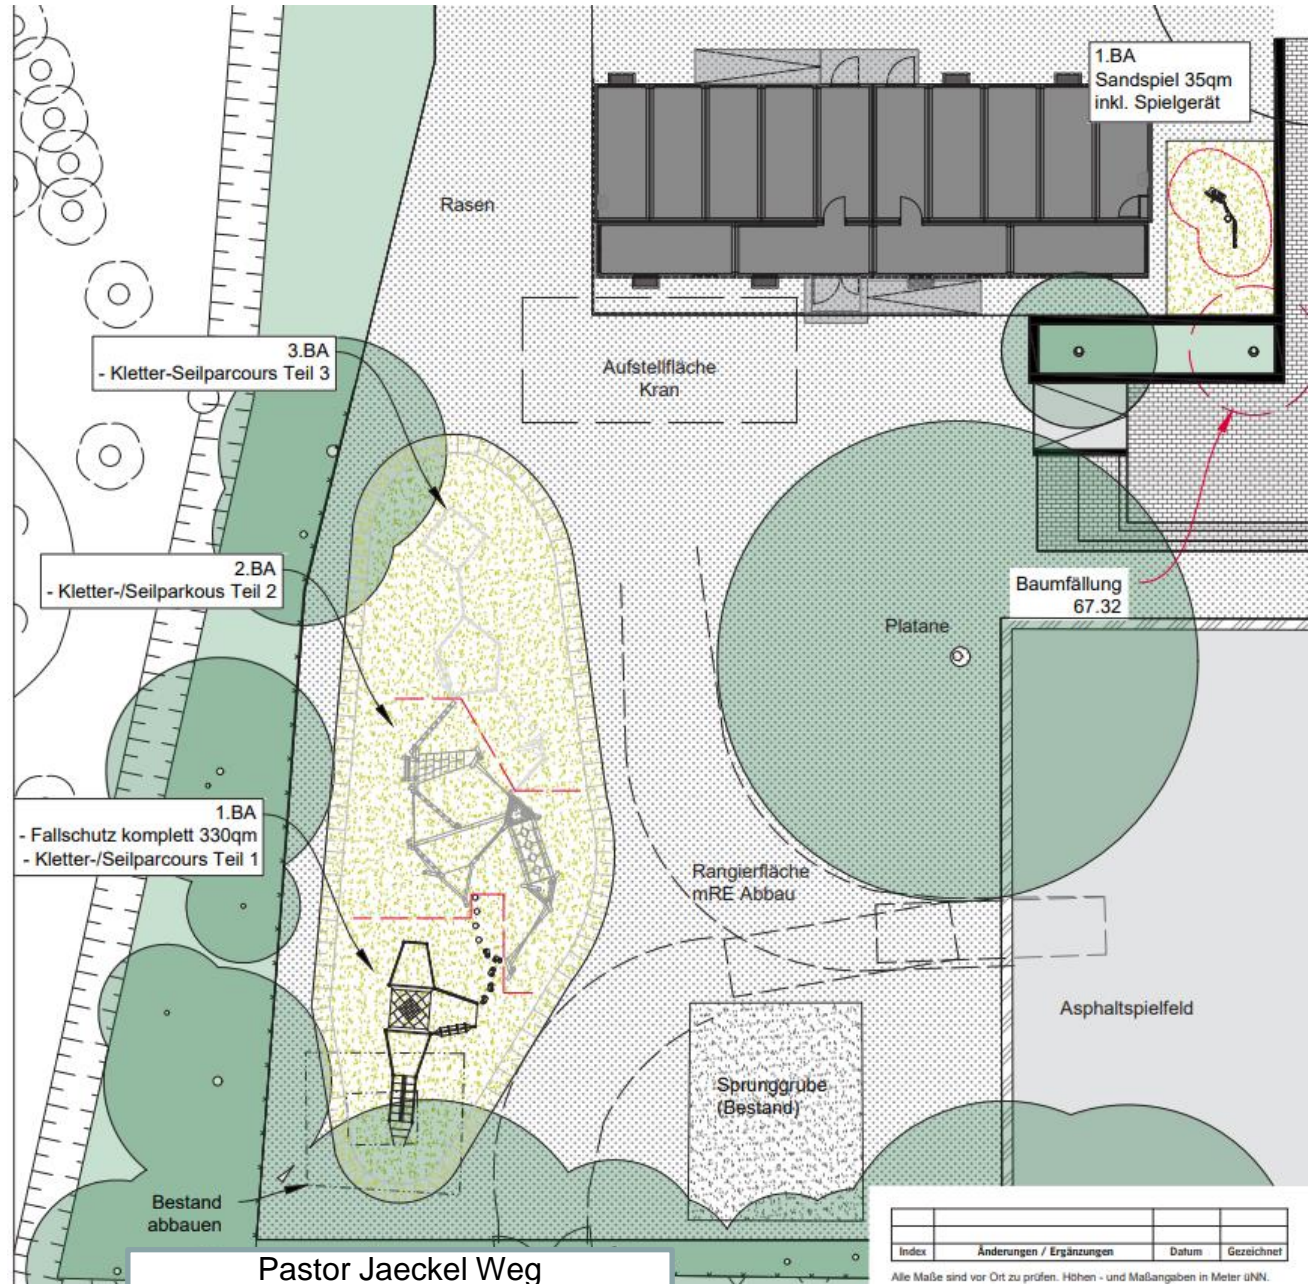 1.BA
Sandspiel 35qm
inkl. Spielgerät
Rasen
3.BA
- Kletter-Seilparcours Teil 3
Aufstellfläche
Kran
2.BA
- Kletter-/Seilparkous Teil 2
Baumfällung
67.32
Platane
1.BA
- Fallschutz komplett 330qm
- Kletter-/Seilparcours Teil 1
Rangierfläche
mRE Abbau
Asphaltspielfeld
Sprunggrube
(Bestand)
Bestand
abbauen
Pastor Jaeckel Weg
Index Änderungen / Ergänzungen Datum Gezeichnet
Alle Maße sind vor Ort zu prüfen. Höhen - und Maßangaben in Meter üNN.